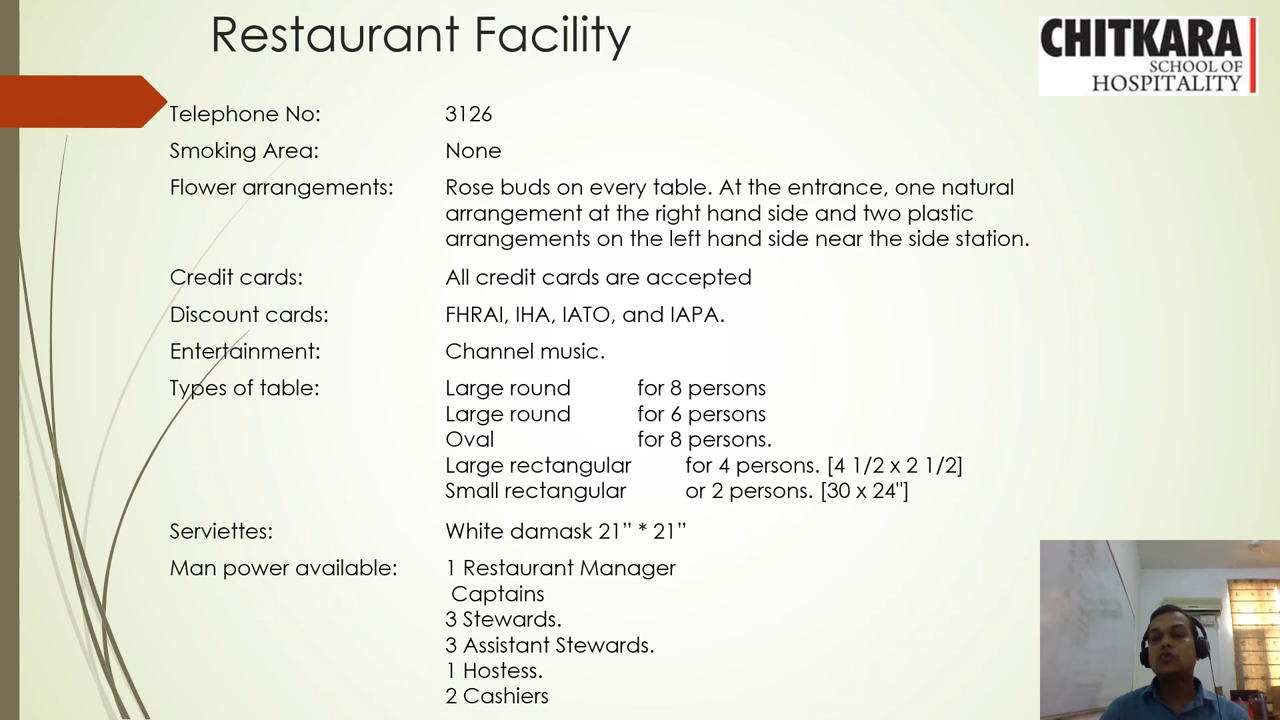 Restaurant Facility
CHITKARA
SCHOOL OF
HOSPITALITY
Telephone No: 3126
Smoking Area: None
Flower arrangements: Rose buds on every table. At the entrance, one natural
arrangement at the right hand side and two plastic
arrangements on the left hand side near the side station.
Credit cards: All credit cards are accepted
Discount cards: FHRAI, IHA, IATO, and IAPA.
Entertainment: Channel music.
Types of table: Large round for 8 persons
Large round for 6 persons
Oval for 8 persons.
Large rectangular for 4 persons. [4 1/2 x 2 1/2]
Small rectangular or 2 persons. [30 x 24"]
Serviettes: White damask 21” * 21”
Man power available: 1 Restaurant Manager
Captains
3 Stewards.
3 Assistant Stewards.
1 Hostess.
2 Cashiers